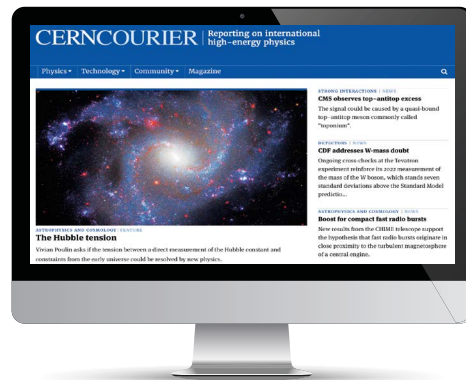 CERNCOURIER | Reporting on international
high-energy physics
Physics Technology Community Magazine
ASTROPHYSICS AND COSMOLOGY | FEATURE
The Hubble tension
Vivian Poulin asks if the tension between a direct measurement of the Hubble constant and
constraints from the early universe could be resolved by new physics.
STRONG INTERACTIONS | NEWS
CMS observes top–antitop excess
The signal could be caused by a quasi-bound
top–antitop meson commonly called
"toponium".
DETECTORS | NEWS
CDF addresses W-mass doubt
Ongoing cross-checks at the Tevatron
experiment reinforce its 2022 measurement of
the mass of the W boson, which stands seven
standard deviations above the Standard Model
predictio...
ASTROPHYSICS AND COSMOLOGY | NEWS
Boost for compact fast radio bursts
New results from the CHIME telescope support
the hypothesis that fast radio bursts originate in
close proximity to the turbulent magnetosphere
of a central engine.